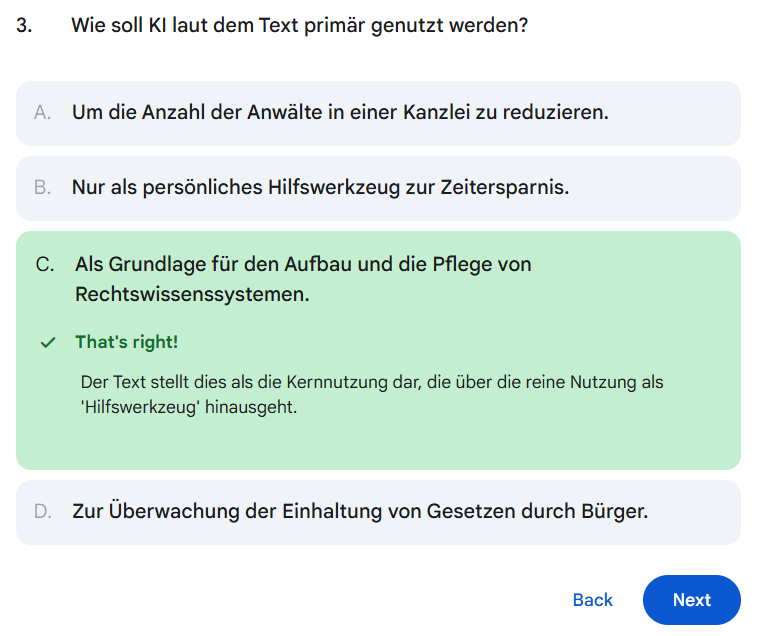 3. Wie soll KI laut dem Text primär genutzt werden?
A. Um die Anzahl der Anwälte in einer Kanzlei zu reduzieren.
B. Nur als persönliches Hilfswerkzeug zur Zeitersparnis.
C. Als Grundlage für den Aufbau und die Pflege von
Rechtswissenssystemen.
That's right!
Der Text stellt dies als die Kernnutzung dar, die über die reine Nutzung als
'Hilfswerkzeug' hinausgeht.
D. Zur Überwachung der Einhaltung von Gesetzen durch Bürger.
Back Next